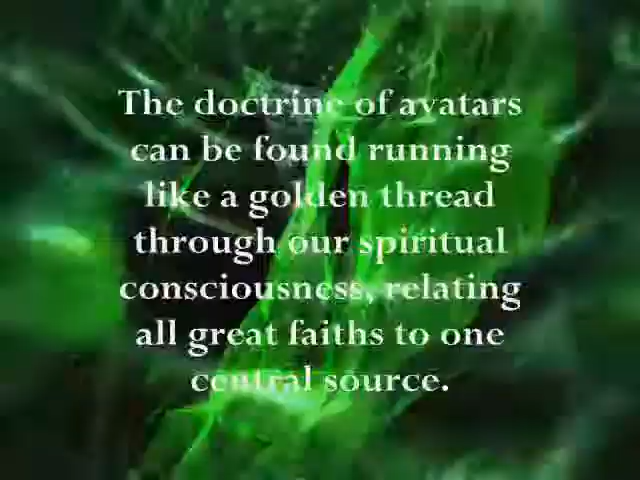 The doctrine of avatars
can be found running
like a golden thread
through our spiritual
consciousness, relating
all great faiths to one
central source.